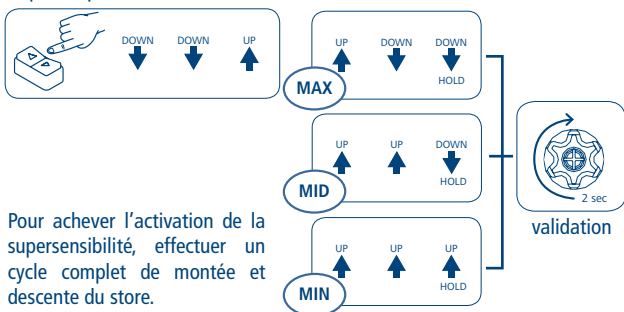 DOWN DOWN UP
UP DOWN DOWN
HOLD
MAX
UP UP DOWN
HOLD
MID
UP UP UP
HOLD
MIN
2 sec
validation
Pour achever l’activation de la
supersensibilité, effectuer un
cycle complet de montée et
descente du store.